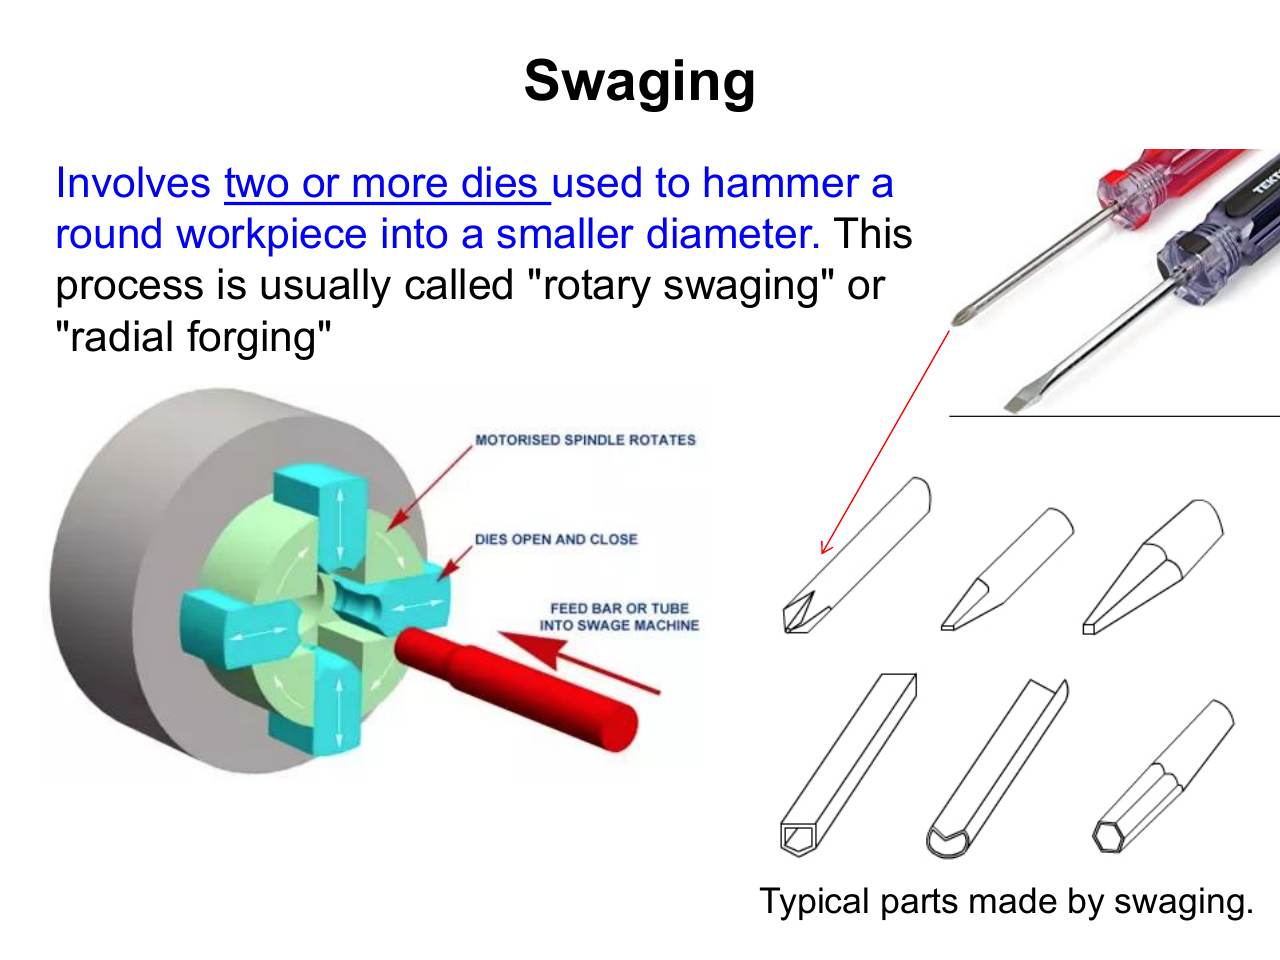 Swaging
Involves two or more dies used to hammer a
round workpiece into a smaller diameter. This
process is usually called "rotary swaging" or
"radial forging"
MOTORISED SPINDLE ROTATES
DIES OPEN AND CLOSE
FEED BAR OR TUBE
INTO SWAGE MACHINE
Typical parts made by swaging.